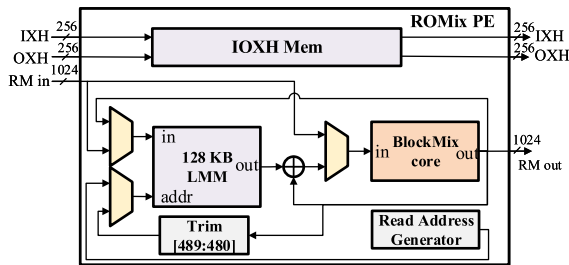 ROMix PE
IXH 256
256 IXH
OXH 256
256 OXH
RM in 1024
IOXH Mem
in
128 KB
LMM
out
addr
in
BlockMix
core
out
1024
RM out
Trim
[489:480]
Read Address
Generator